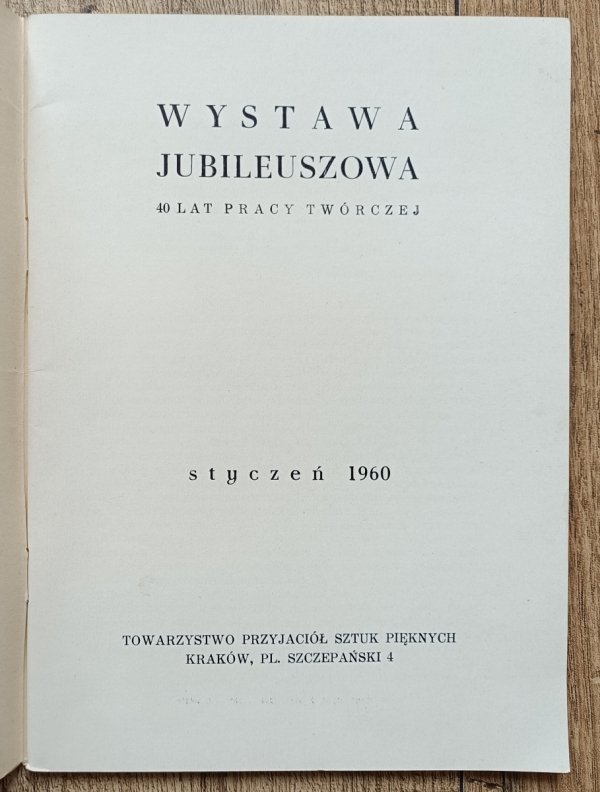 WYSTAWA
JUBILEUSZOWA
40 LAT PRACY TWÓRCZEJ
styczeń 1960
TOWARZYSTWO PRZYJACIÓŁ SZTUK PIĘKNYCH
KRAKÓW, PL. SZCZEPAŃSKI 4